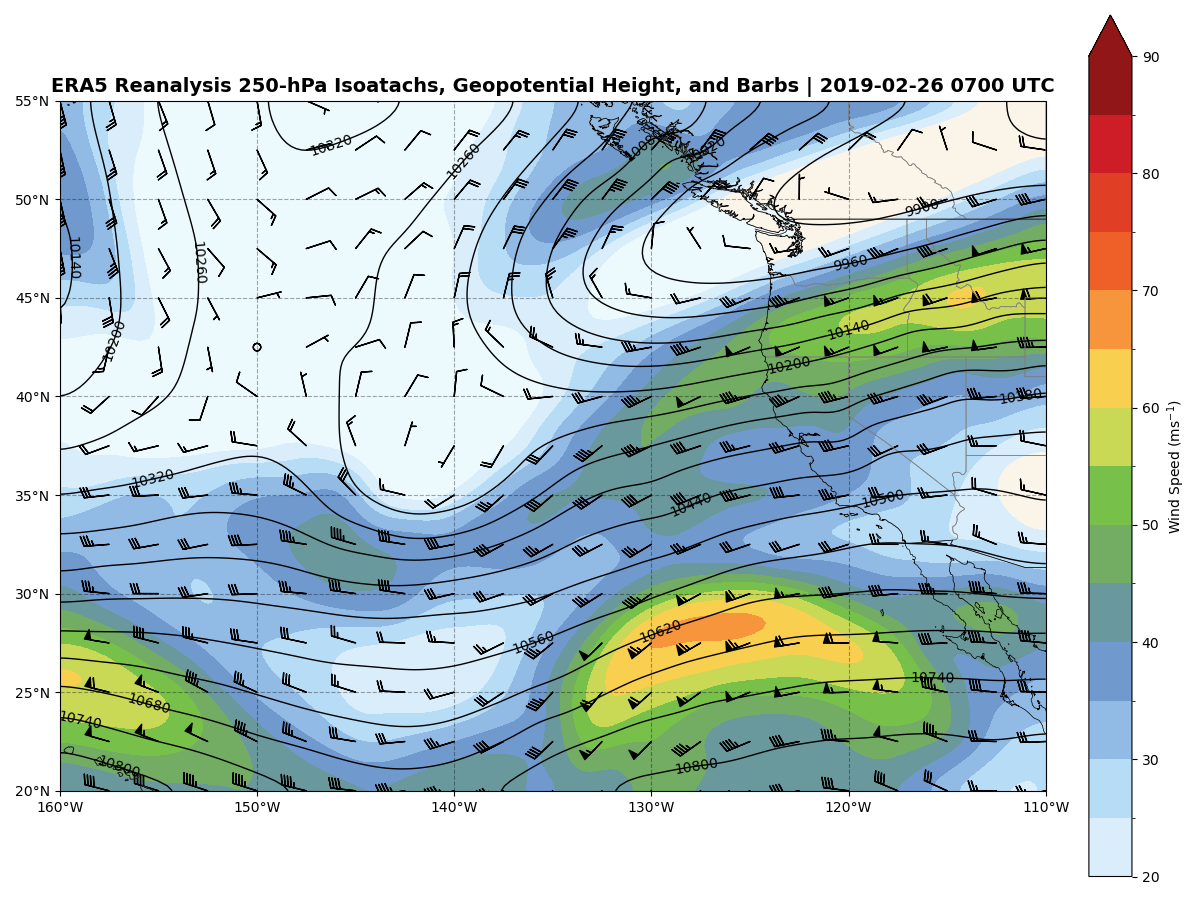 ERA5 Reanalysis 250-hPa Isoatachs, Geopotential Height, and Barbs | 2019-02-26 0700 UTC
55°N
50°N
45°N
40°N
35°N
30°N
25°N
20°N
160°W
150°W
140°W
130°W
120°W
110°W
10820
10260
10020
9900
9960
10140
10260
10200
10140
10200
10380
10320
10440
10500
10560
10620
10680
10740
10740
10800
10800
90
80
70
60
50
40
30
20
Wind Speed (ms⁻¹)